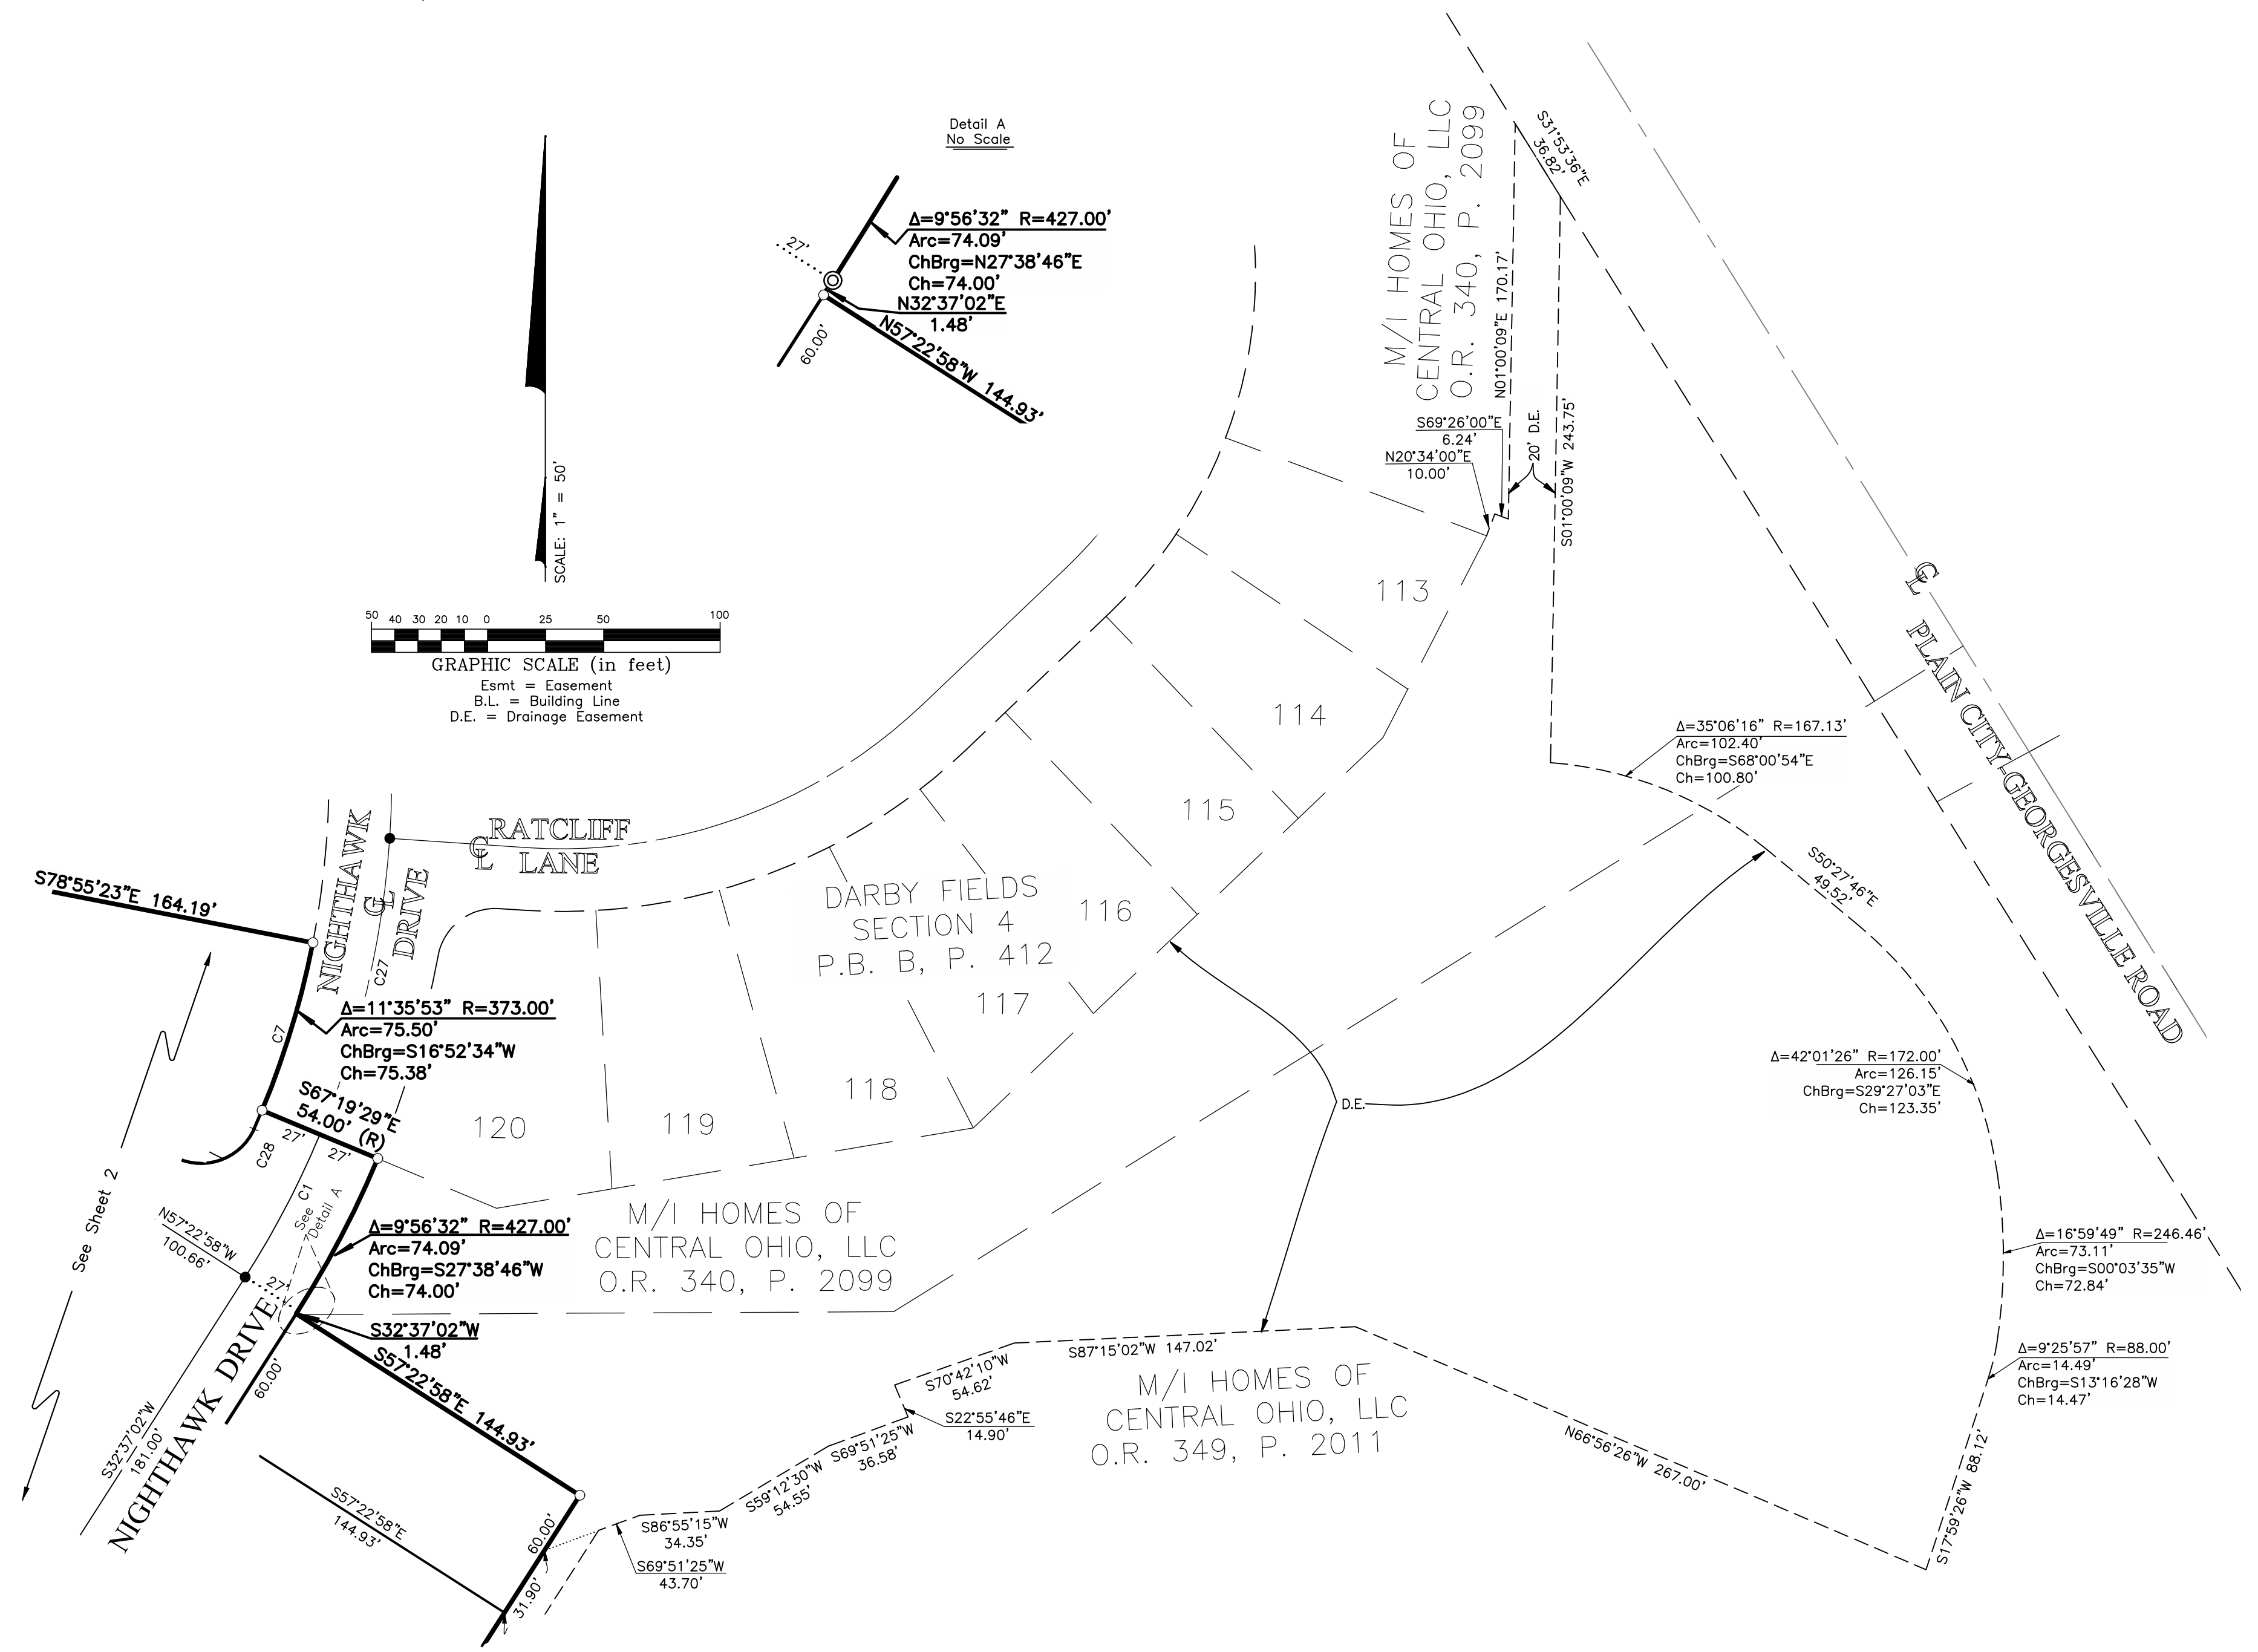 Detail A
No Scale
Δ=9°56'32" R=427.00'
Arc=74.09'
ChBrg=N27°38'46"E
Ch=74.00'
N32°37'02"E
1.48'
N57°22'58"W 144.93'
27'
60.00'
SCALE: 1" = 50'
50 40 30 20 10 0 25 50 100
GRAPHIC SCALE (in feet)
Esmt = Easement
B.L. = Building Line
D.E. = Drainage Easement
M/I HOMES OF
CENTRAL OHIO, LLC
O.R. 340, P. 2099
S31°53'36"E
36.82'
N01°00'09"E 170.17'
S69°26'00"E
6.24'
N20°34'00"E
10.00'
20' D.E.
S01°00'09"W 243.75'
CL
PLAIN CITY-GEORGESVILLE ROAD
113
114
115
116
117
118
119
120
Δ=35°06'16" R=167.13'
Arc=102.40'
ChBrg=S68°00'54"E
Ch=100.80'
S50°27'46"E
49.52'
CL
RATCLIFF
LANE
NIGHTHAWK
CL
DRIVE
C27
DARBY FIELDS
SECTION 4
P.B. B, P. 412
S78°55'23"E 164.19'
Δ=11°35'53" R=373.00'
Arc=75.50'
ChBrg=S16°52'34"W
Ch=75.38'
C7
S67°19'29"E
54.00' (R)
27'
27'
C28
See Sheet 2
C1
See
Detail A
N57°22'58"W
100.66'
27'
Δ=9°56'32" R=427.00'
Arc=74.09'
ChBrg=S27°38'46"W
Ch=74.00'
S32°37'02"W
1.48'
M/I HOMES OF
CENTRAL OHIO, LLC
O.R. 340, P. 2099
D.E.
Δ=42°01'26" R=172.00'
Arc=126.15'
ChBrg=S29°27'03"E
Ch=123.35'
Δ=16°59'49" R=246.46'
Arc=73.11'
ChBrg=S00°03'35"W
Ch=72.84'
Δ=9°25'57" R=88.00'
Arc=14.49'
ChBrg=S13°16'28"W
Ch=14.47'
S17°59'26"W 88.12'
N66°56'26"W 267.00'
S87°15'02"W 147.02'
M/I HOMES OF
CENTRAL OHIO, LLC
O.R. 349, P. 2011
S70°42'10"W
54.62'
S22°55'46"E
14.90'
S69°51'25"W
36.58'
S59°12'30"W
54.55'
S86°55'15"W
34.35'
S69°51'25"W
43.70'
S57°22'58"E 144.93'
60.00'
NIGHTHAWK DRIVE
S32°37'02"W
181.00'
S57°22'58"E
144.93'
60.00'
31.90'